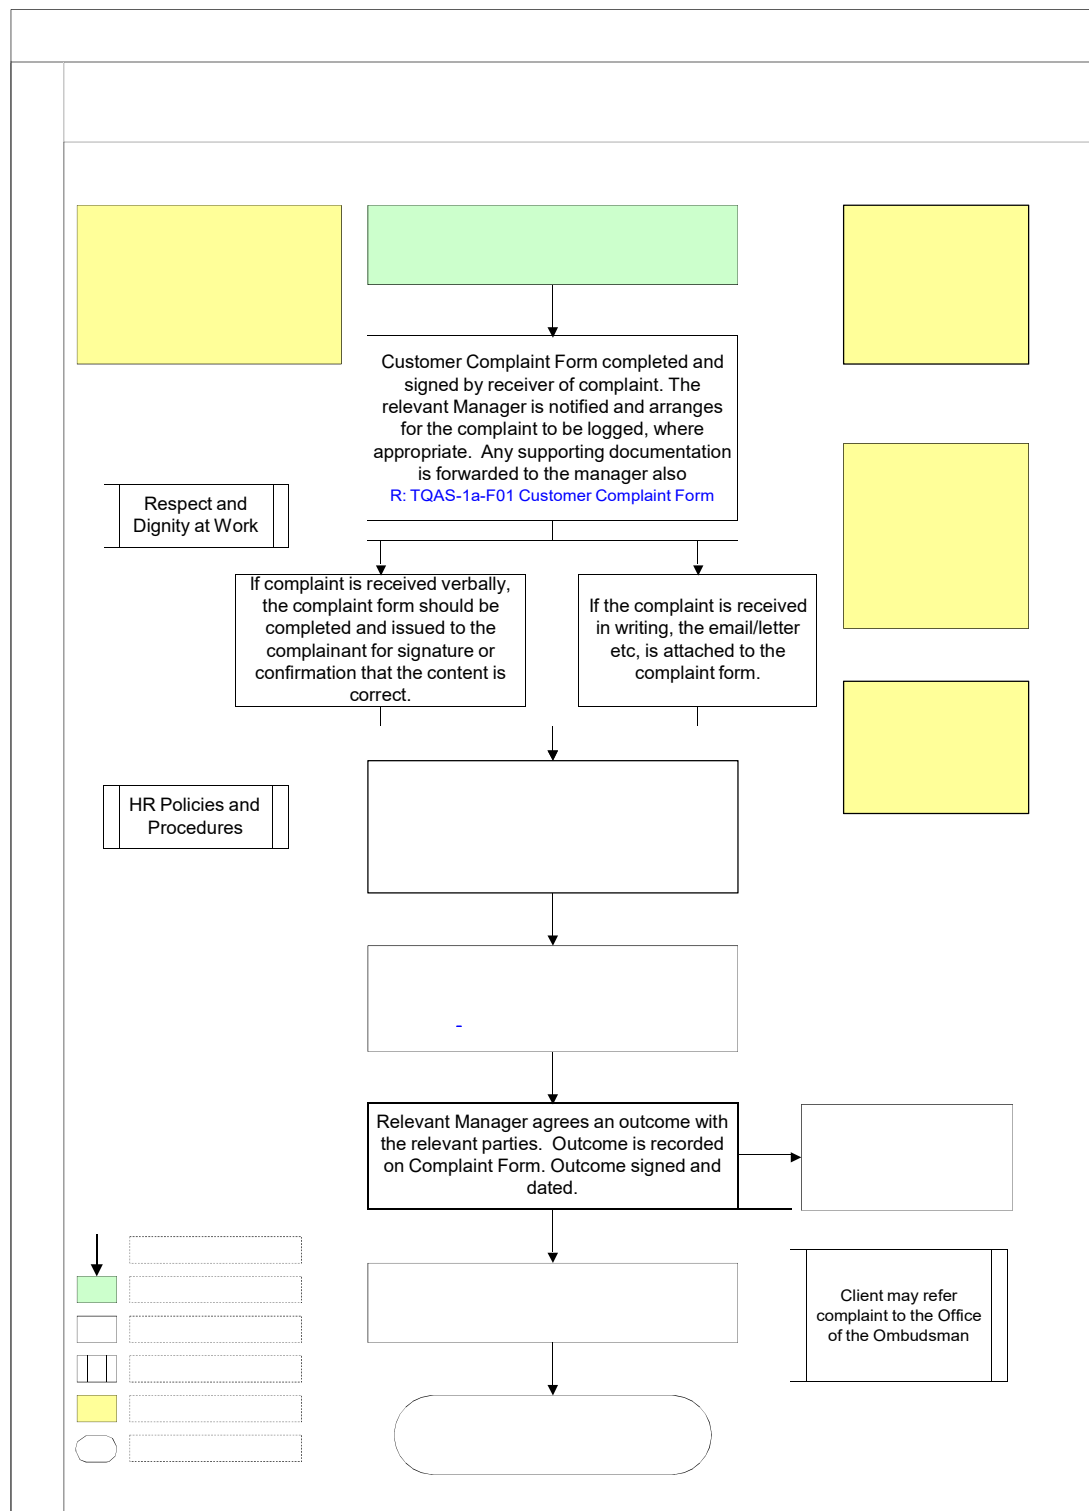 Customer Complaint Form completed and
signed by receiver of complaint. The
relevant Manager is notified and arranges
for the complaint to be logged, where
appropriate.  Any supporting documentation
is forwarded to the manager also
R: TQAS-1a-F01 Customer Complaint Form
Respect and
Dignity at Work
If complaint is received verbally,
the complaint form should be
completed and issued to the
complainant for signature or
confirmation that the content is
correct.
If the complaint is received
in writing, the email/letter
etc, is attached to the
complaint form.
HR Policies and
Procedures
-
Relevant Manager agrees an outcome with
the relevant parties.  Outcome is recorded
on Complaint Form. Outcome signed and
dated.
Client may refer
complaint to the Office
of the Ombudsman